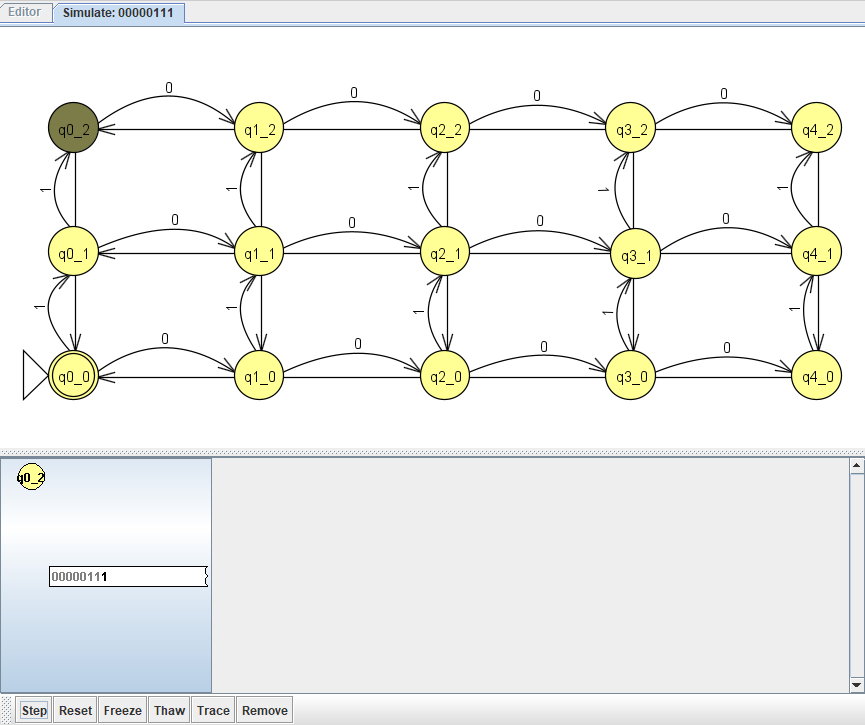 Editor Simulate: 00000111
0 0 0 0
q0_2 q1_2 q2_2 q3_2 q4_2
1 1 1 1 1
0 0 0 0
q0_1 q1_1 q2_1 q3_1 q4_1
1 1 1 1 1
0 0 0 0
q0_0 q1_0 q2_0 q3_0 q4_0
q0_2
00000111
Step Reset Freeze Thaw Trace Remove